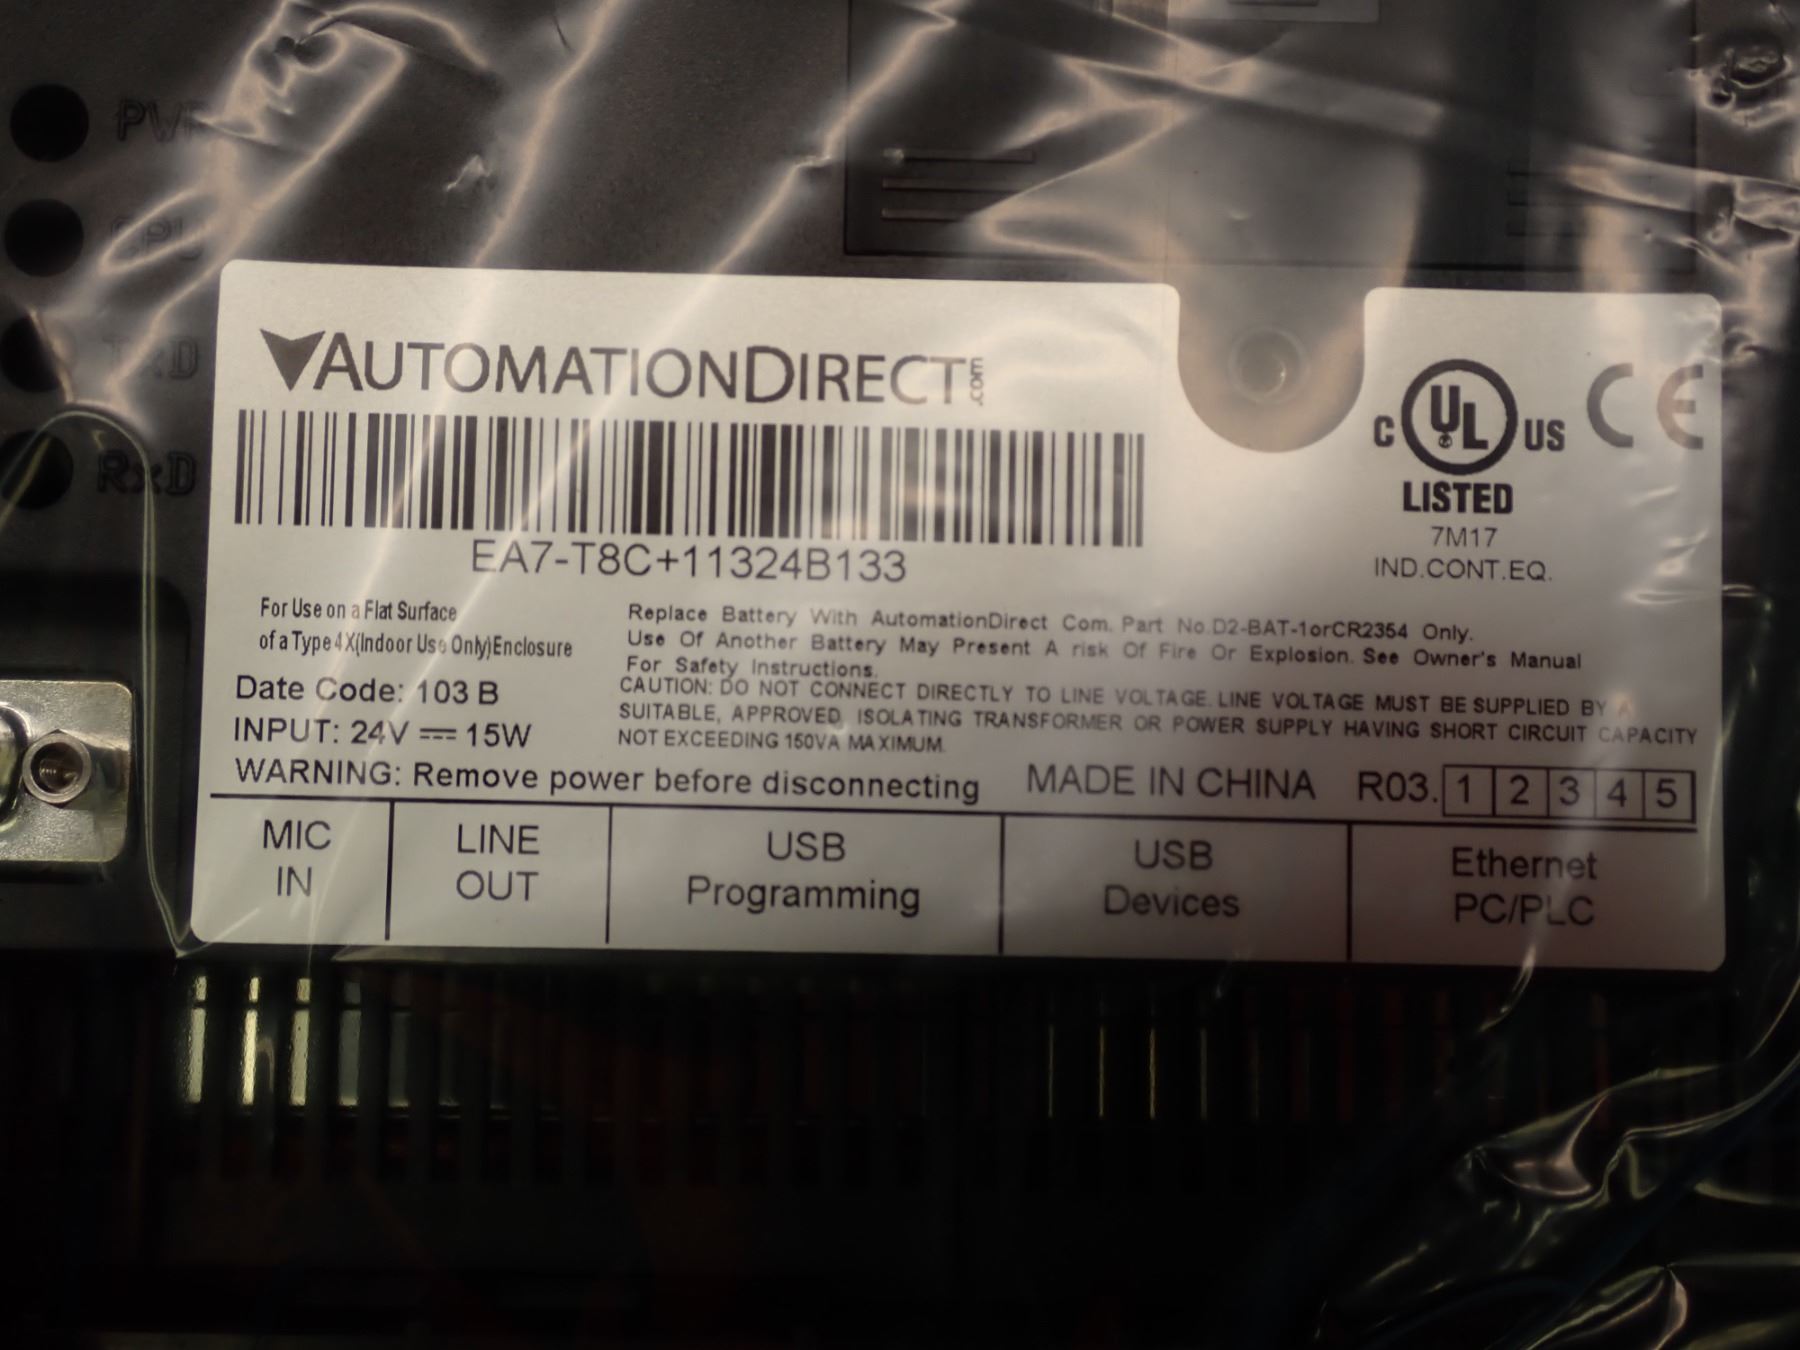 PWR
CPU
TxD
RxD
AUTOMATIONDIRECT.com
EA7-T8C+11324B133
C UL US CE
LISTED
7M17
IND.CONT.EQ.
For Use on a Flat Surface
of a Type 4X(Indoor Use Only)Enclosure
Date Code: 103 B
INPUT: 24V 15W
Replace Battery With AutomationDirect Com. Part No.D2-BAT-1orCR2354 Only.
Use Of Another Battery May Present A risk Of Fire Or Explosion. See Owner's Manual
For Safety Instructions.
CAUTION: DO NOT CONNECT DIRECTLY TO LINE VOLTAGE. LINE VOLTAGE MUST BE SUPPLIED BY A
SUITABLE, APPROVED, ISOLATING TRANSFORMER OR POWER SUPPLY HAVING SHORT CIRCUIT CAPACITY
NOT EXCEEDING 150VA MAXIMUM.
WARNING: Remove power before disconnecting
MADE IN CHINA R03. 1 2 3 4 5
MIC
IN
LINE
OUT
USB
Programming
USB
Devices
Ethernet
PC/PLC